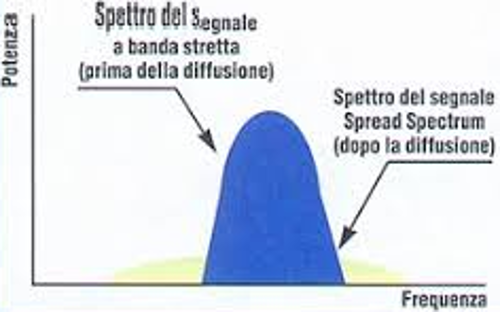 Spettro del segnale
a banda stretta
(prima della diffusione)
Potenza
Spettro del segnale
Spread Spectrum
(dopo la diffusione)
Frequenza